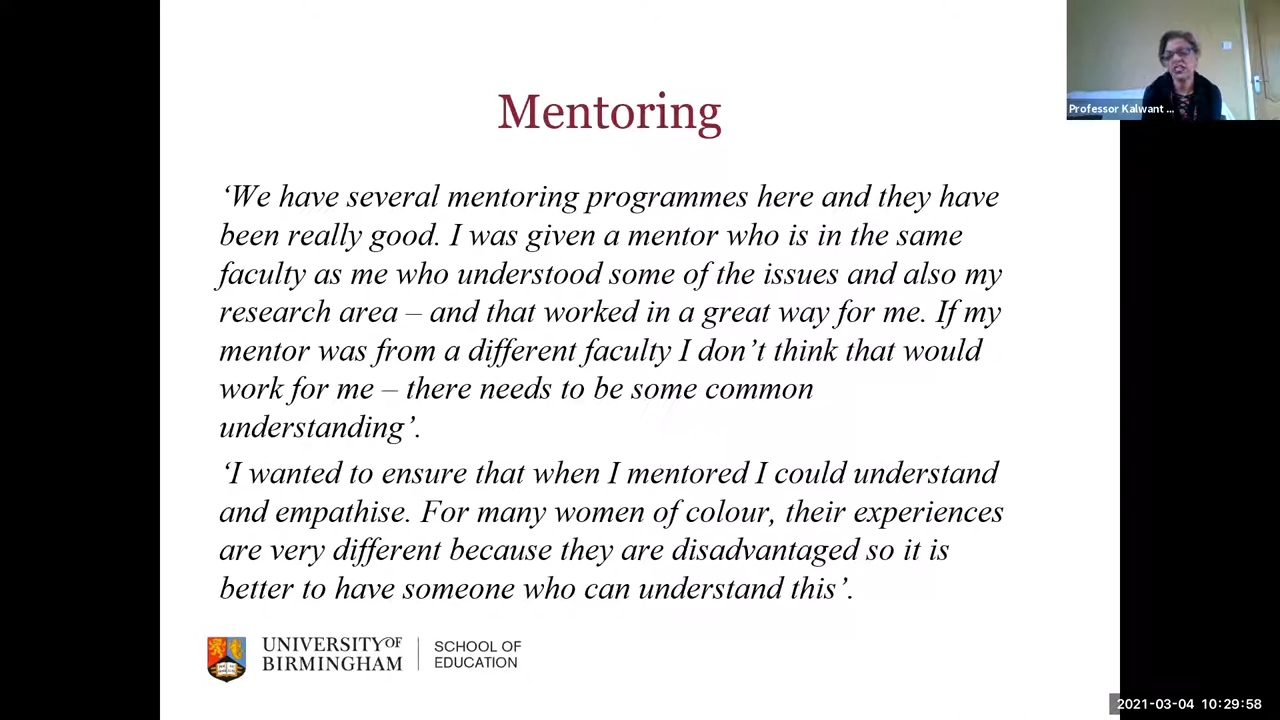 Professor Kalwant ...
Mentoring
‘We have several mentoring programmes here and they have
been really good. I was given a mentor who is in the same
faculty as me who understood some of the issues and also my
research area – and that worked in a great way for me. If my
mentor was from a different faculty I don’t think that would
work for me – there needs to be some common
understanding’.
‘I wanted to ensure that when I mentored I could understand
and empathise. For many women of colour, their experiences
are very different because they are disadvantaged so it is
better to have someone who can understand this’.
UNIVERSITY OF
BIRMINGHAM
SCHOOL OF
EDUCATION
2021-03-04 10:29:58